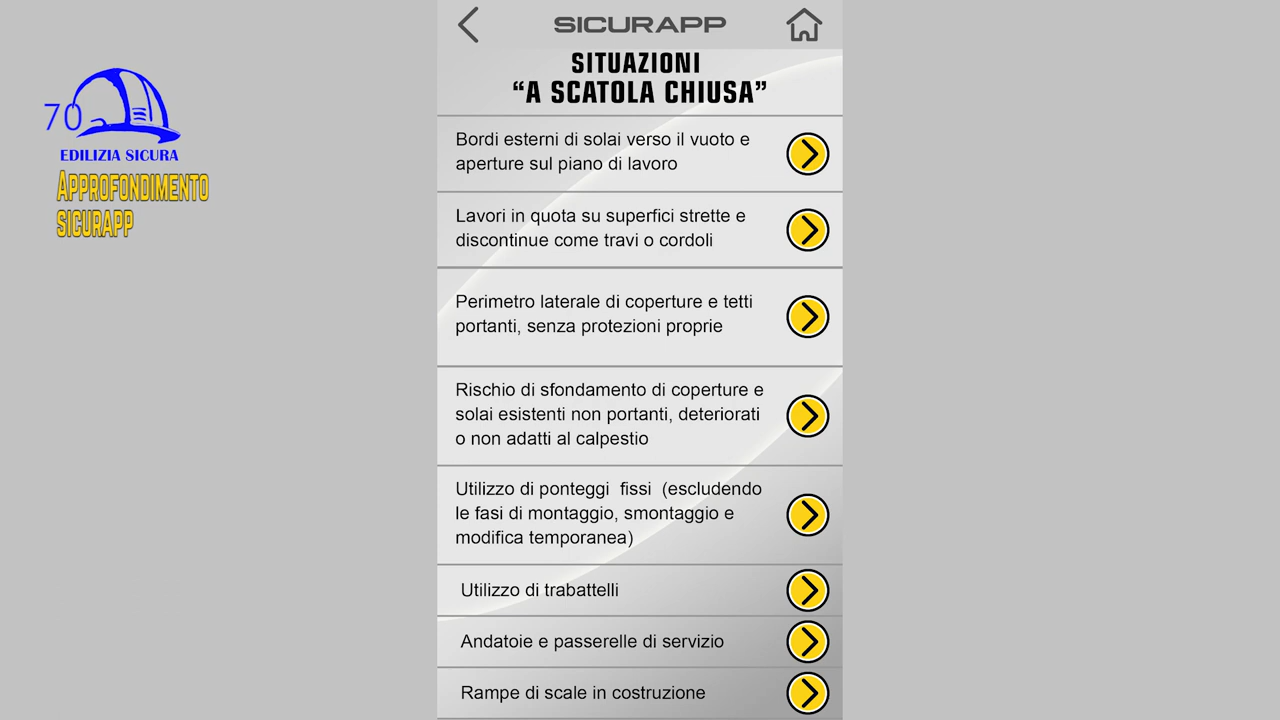 70
EDILIZIA SICURA
APPROFONDIMENTO
SICURAPP
SICURAPP
SITUAZIONI
“A SCATOLA CHIUSA”
Bordi esterni di solai verso il vuoto e
aperture sul piano di lavoro
Lavori in quota su superfici strette e
discontinue come travi o cordoli
Perimetro laterale di coperture e tetti
portanti, senza protezioni proprie
Rischio di sfondamento di coperture e
solai esistenti non portanti, deteriorati
o non adatti al calpestio
Utilizzo di ponteggi fissi (escludendo
le fasi di montaggio, smontaggio e
modifica temporanea)
Utilizzo di trabattelli
Andatoie e passerelle di servizio
Rampe di scale in costruzione